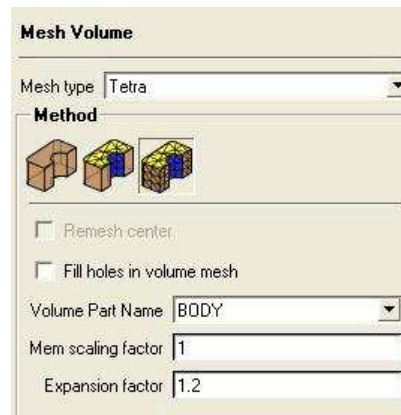 Mesh Volume
Mesh type Tetra
Method
Remesh center
Fill holes in volume mesh
Volume Part Name BODY
Mem scaling factor 1
Expansion factor 1.2